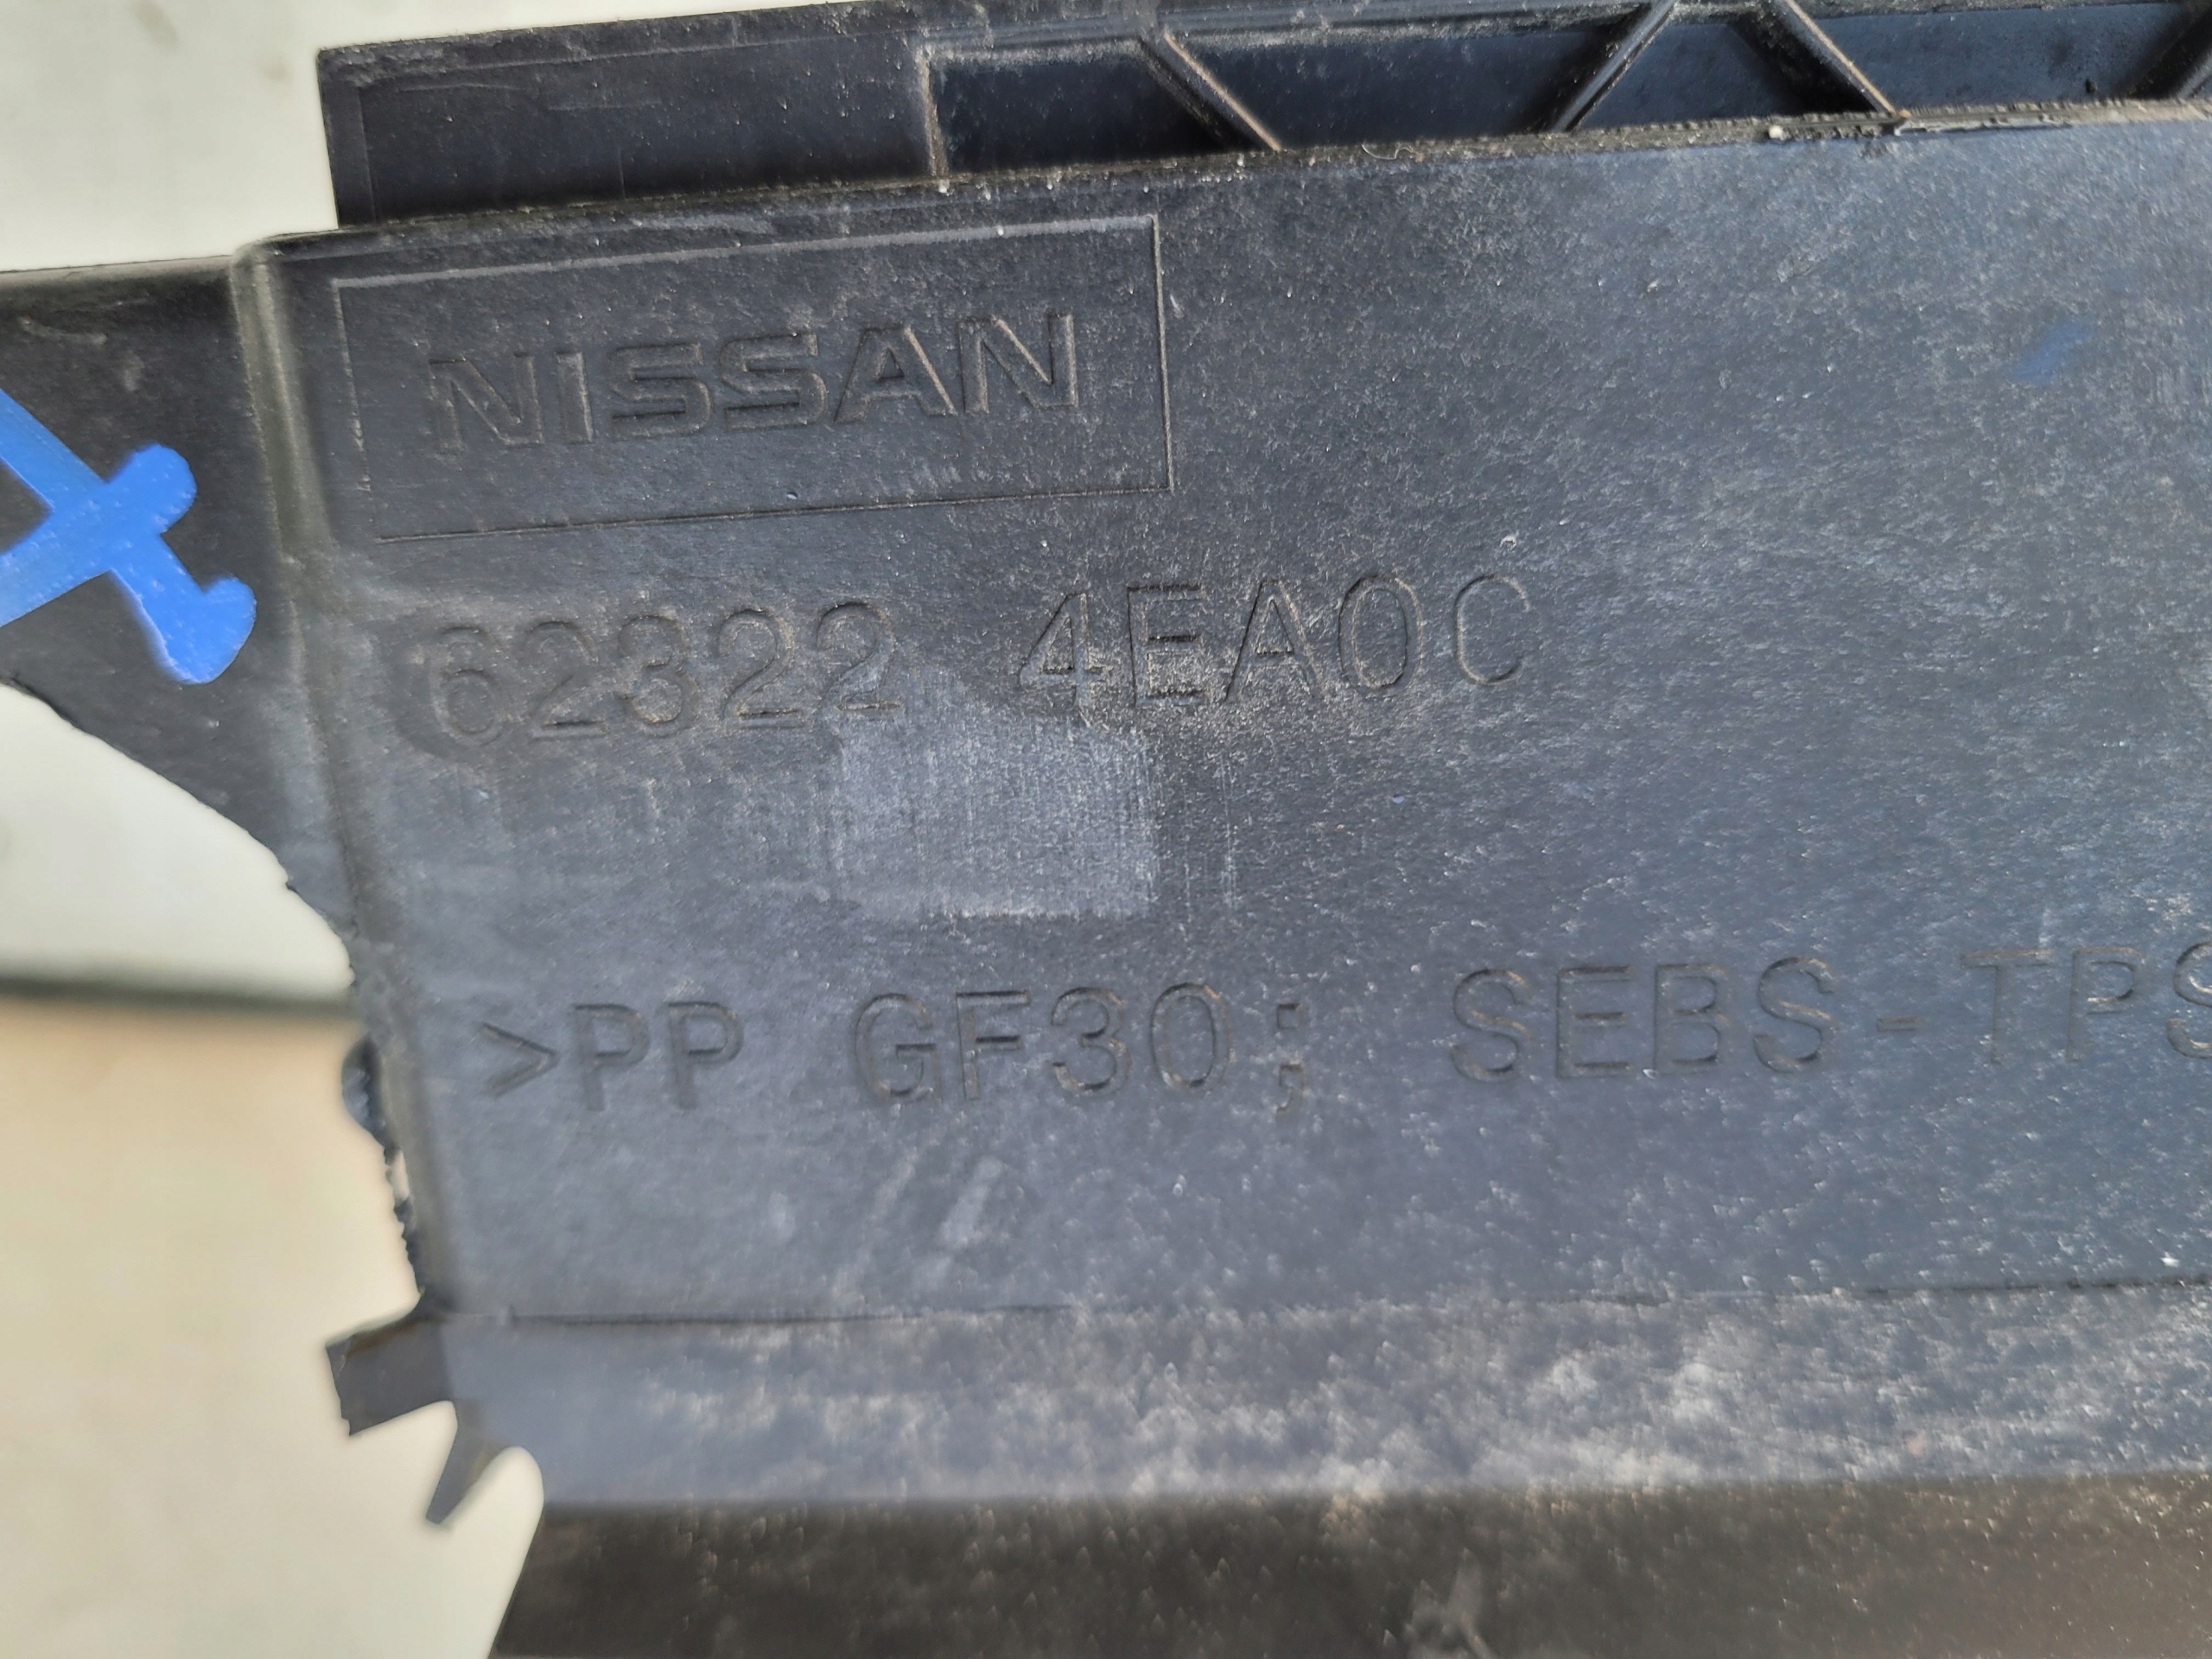 NISSAN
62322 4EA0C
>PP GF30; SEBS-TPS